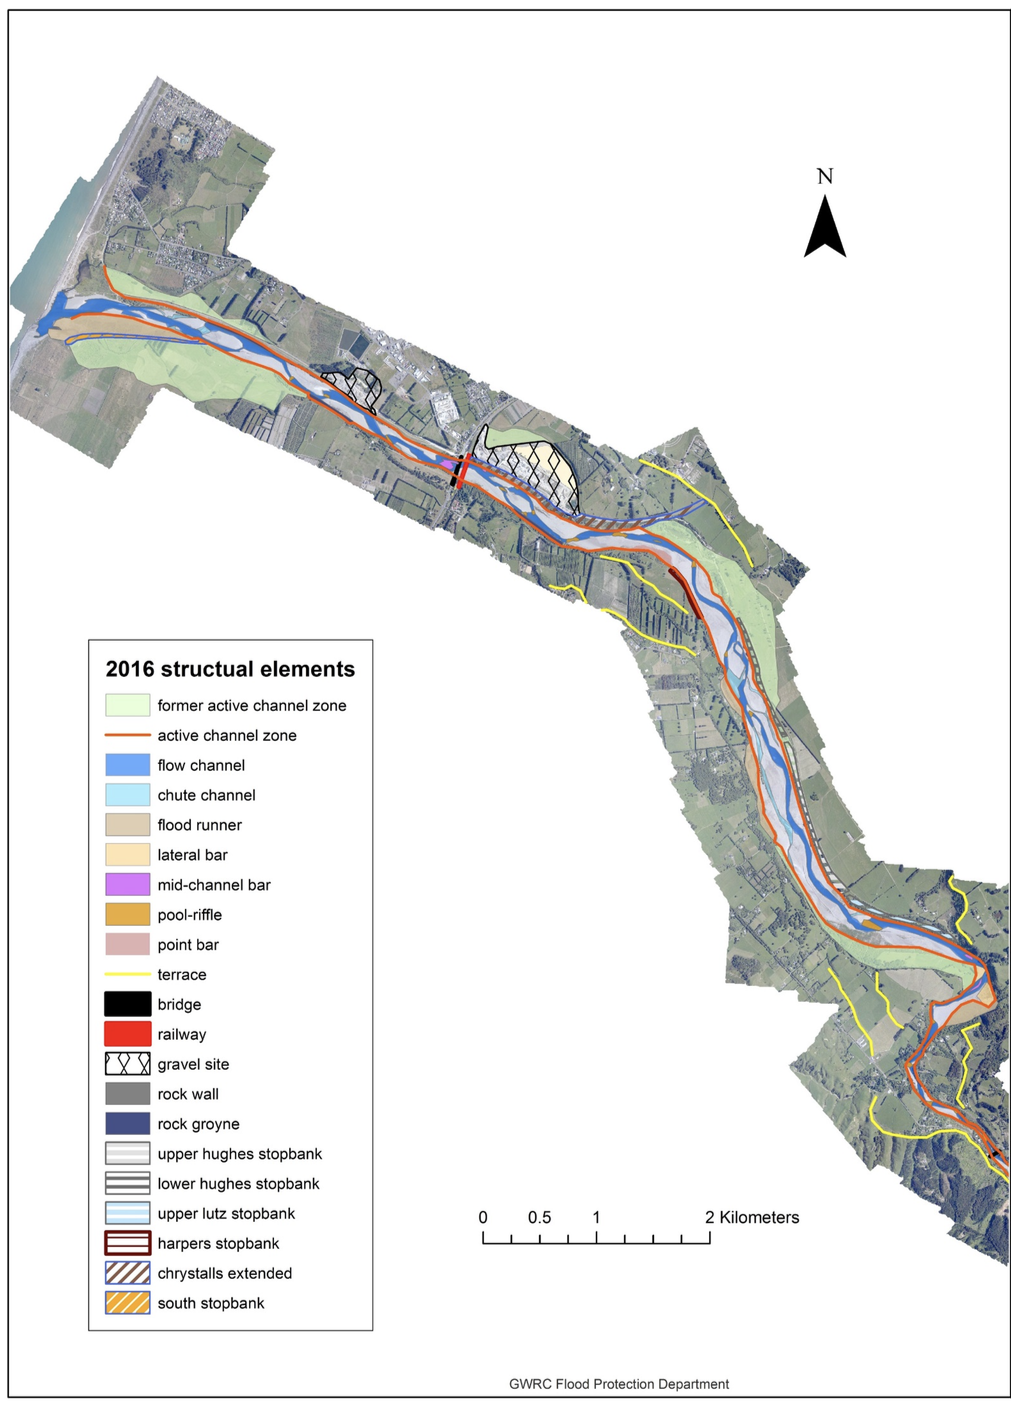 N
2016 structual elements
former active channel zone
active channel zone
flow channel
chute channel
flood runner
lateral bar
mid-channel bar
pool-riffle
point bar
terrace
bridge
railway
gravel site
rock wall
rock groyne
upper hughes stopbank
lower hughes stopbank
upper lutz stopbank
harpers stopbank
chrystalls extended
south stopbank
0 0.5 1 2 Kilometers
GWRC Flood Protection Department